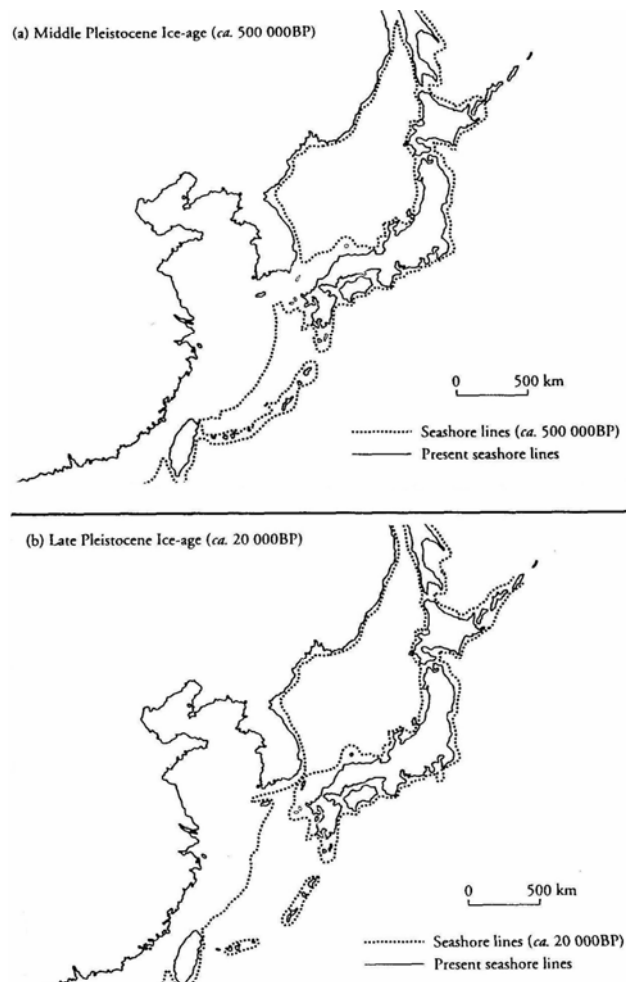 (a) Middle Pleistocene Ice-age (ca. 500 000BP)
0 500 km
Seashore lines (ca. 500 000BP)
Present seashore lines
(b) Late Pleistocene Ice-age (ca. 20 000BP)
0 500 km
Seashore lines (ca. 20 000BP)
Present seashore lines